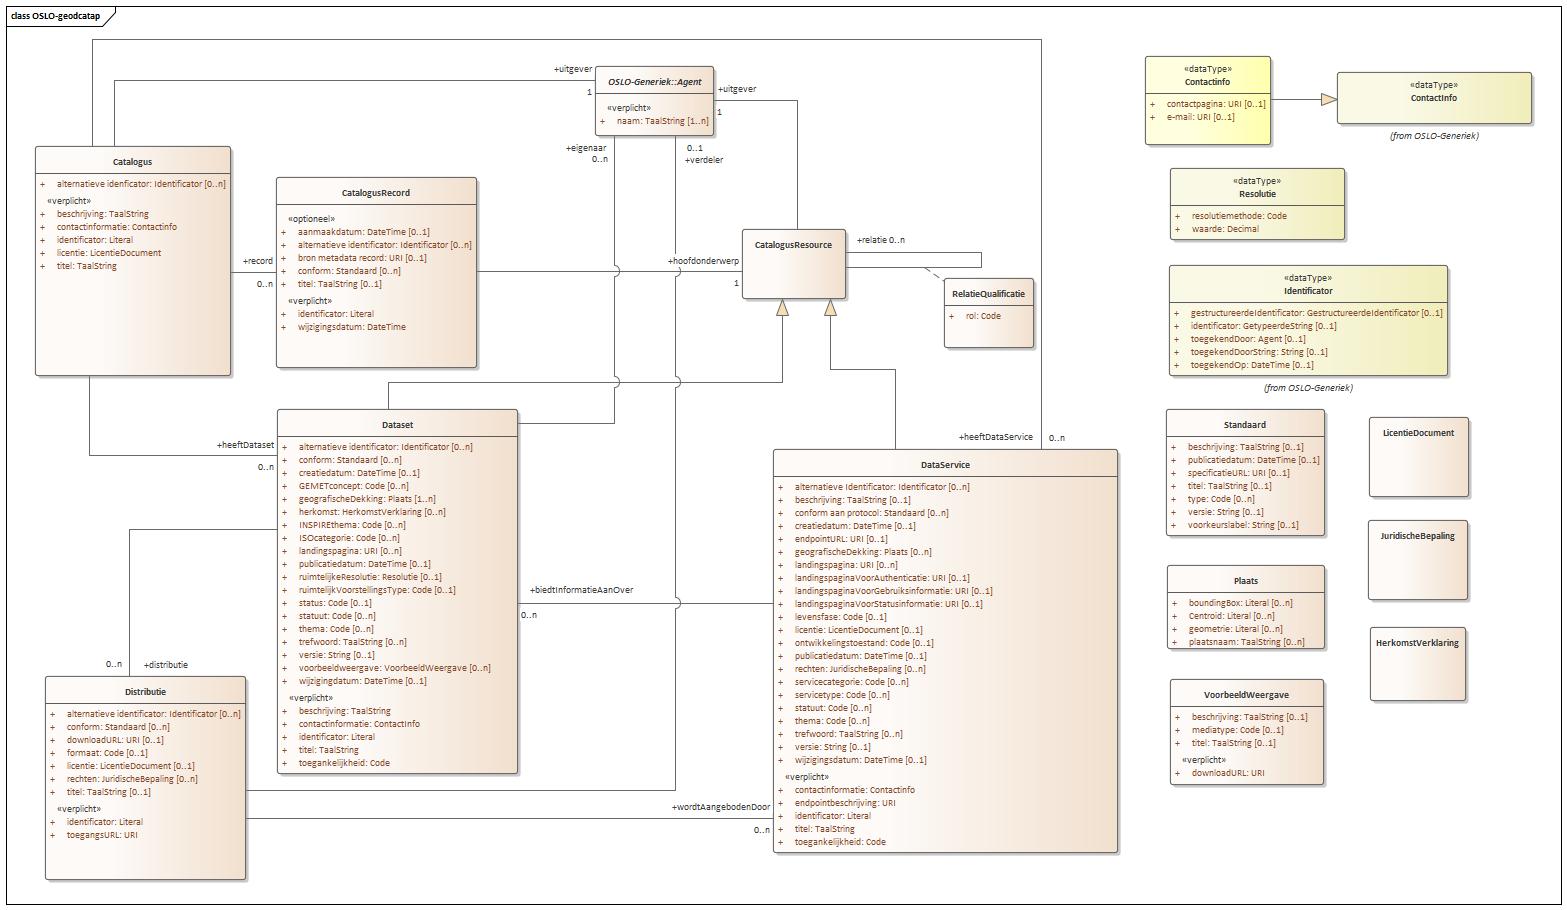 class OSLO-geodcatap
+uitgever
1
OSLO-Generiek::Agent
«verplicht»
+ naam: TaalString [1..n]
+uitgever
1
+eigenaar
0..n
0..1
+verdeler
Catalogus
+ alternatieve idenficator: Identificator [0..n]
«verplicht»
+ beschrijving: TaalString
+ contactinformatie: Contactinfo
+ identificator: Literal
+ licentie: LicentieDocument
+ titel: TaalString
+record
0..n
CatalogusRecord
«optioneel»
+ aanmaakdatum: DateTime [0..1]
+ alternatieve identificator: Identificator [0..n]
+ bron metadata record: URI [0..1]
+ conform: Standaard [0..n]
+ titel: TaalString [0..1]
«verplicht»
+ identificator: Literal
+ wijzigingsdatum: DateTime
+hoofdonderwerp
1
CatalogusResource
+relatie 0..n
RelatieQualificatie
+ rol: Code
+heeftDataset
0..n
Dataset
+ alternatieve identificator: Identificator [0..n]
+ conform: Standaard [0..n]
+ creatiedatum: DateTime [0..1]
+ GEMETconcept: Code [0..n]
+ geografischeDekking: Plaats [1..n]
+ herkomst: HerkomstVerklaring [0..n]
+ INSPIREthema: Code [0..n]
+ ISOcategorie: Code [0..n]
+ landingspagina: URI [0..n]
+ publicatiedatum: DateTime [0..1]
+ ruimtelijkeResolutie: Resolutie [0..1]
+ ruimtelijkVoorstellingsType: Code [0..1]
+ status: Code [0..1]
+ statuut: Code [0..n]
+ thema: Code [0..n]
+ trefwoord: TaalString [0..n]
+ versie: String [0..1]
+ voorbeeldweergave: VoorbeeldWeergave [0..n]
+ wijzigingdatum: DateTime [0..1]
«verplicht»
+ beschrijving: TaalString
+ contactinformatie: ContactInfo
+ identificator: Literal
+ titel: TaalString
+ toegankelijkheid: Code
+biedtInformatieAanOver
0..n
+heeftDataService
0..n
DataService
+ alternatieve Identificator: Identificator [0..n]
+ beschrijving: TaalString [0..1]
+ conform aan protocol: Standaard [0..n]
+ creatiedatum: DateTime [0..1]
+ endpointURL: URI [0..1]
+ geografischeDekking: Plaats [0..n]
+ landingspagina: URI [0..n]
+ landingspaginaVoorAuthenticatie: URI [0..1]
+ landingspaginaVoorGebruiksinformatie: URI [0..1]
+ landingspaginaVoorStatusinformatie: URI [0..1]
+ levensfase: Code [0..1]
+ licentie: LicentieDocument [0..1]
+ ontwikkelingstoestand: Code [0..1]
+ publicatiedatum: DateTime [0..1]
+ rechten: JuridischeBepaling [0..n]
+ servicecategorie: Code [0..n]
+ servicetype: Code [0..n]
+ statuut: Code [0..n]
+ thema: Code [0..n]
+ trefwoord: TaalString [0..n]
+ versie: String [0..1]
+ wijzigingsdatum: DateTime [0..1]
«verplicht»
+ contactinformatie: Contactinfo
+ endpointbeschrijving: URI
+ identificator: Literal
+ titel: TaalString
+ toegankelijkheid: Code
0..n
+distributie
Distributie
+ alternatieve identificator: Identificator [0..n]
+ conform: Standaard [0..n]
+ downloadURL: URI [0..1]
+ formaat: Code [0..1]
+ licentie: LicentieDocument [0..1]
+ rechten: JuridischeBepaling [0..n]
+ titel: TaalString [0..1]
«verplicht»
+ identificator: Literal
+ toegangsURL: URI
+wordtAangebodenDoor
0..n
«dataType»
Contactinfo
+ contactpagina: URI [0..1]
+ e-mail: URI [0..1]
«dataType»
ContactInfo
(from OSLO-Generiek)
«dataType»
Resolutie
+ resolutiemethode: Code
+ waarde: Decimal
«dataType»
Identificator
+ gestructureerdeIdentificator: GestructureerdeIdentificator [0..1]
+ identificator: GetypeerdeString [0..1]
+ toegekendDoor: Agent [0..1]
+ toegekendDoorString: String [0..1]
+ toegekendOp: DateTime [0..1]
(from OSLO-Generiek)
Standaard
+ beschrijving: TaalString [0..1]
+ publicatiedatum: DateTime [0..1]
+ specificatieURL: URI [0..1]
+ titel: TaalString [0..1]
+ type: Code [0..n]
+ versie: String [0..1]
+ voorkeurslabel: String [0..1]
LicentieDocument
JuridischeBepaling
Plaats
+ boundingBox: Literal [0..n]
+ Centroid: Literal [0..n]
+ geometrie: Literal [0..n]
+ plaatsnaam: TaalString [0..n]
HerkomstVerklaring
VoorbeeldWeergave
+ beschrijving: TaalString [0..1]
+ mediatype: Code [0..1]
+ titel: TaalString [0..1]
«verplicht»
+ downloadURL: URI